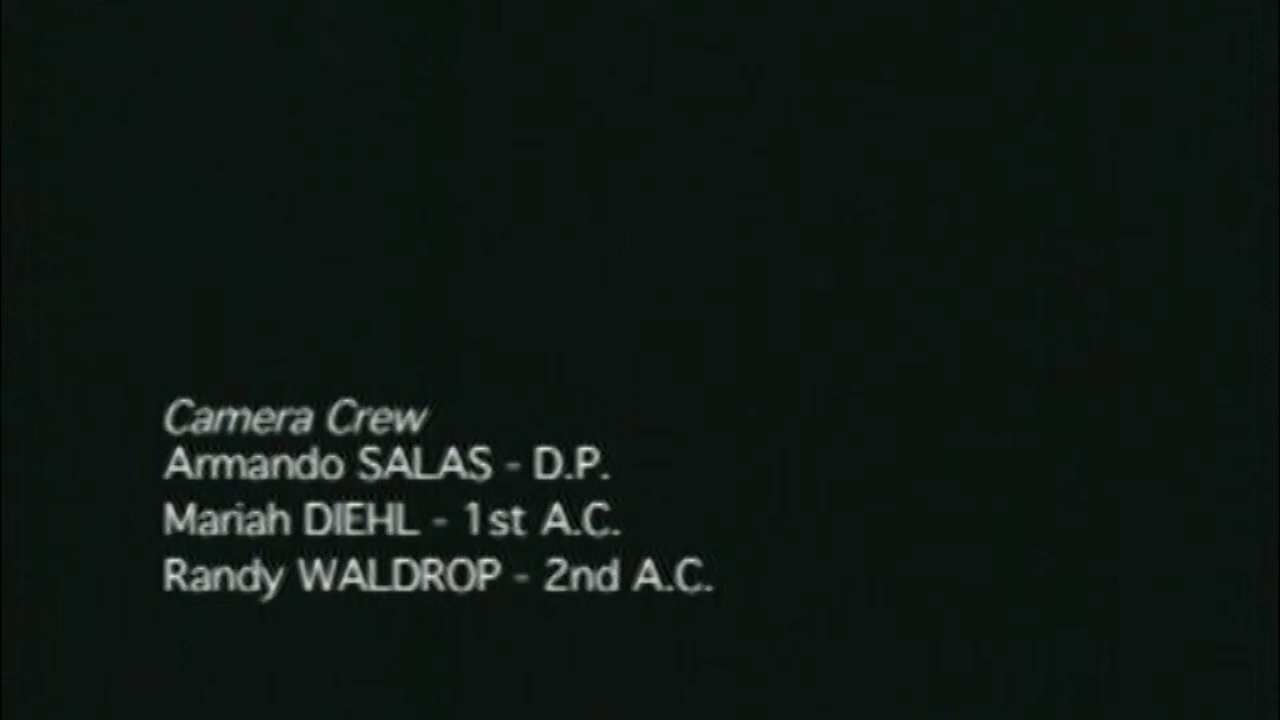 Camera Crew
Armando SALAS - D.P.
Mariah DIEHL - 1st A.C.
Randy WALDROP - 2nd A.C.